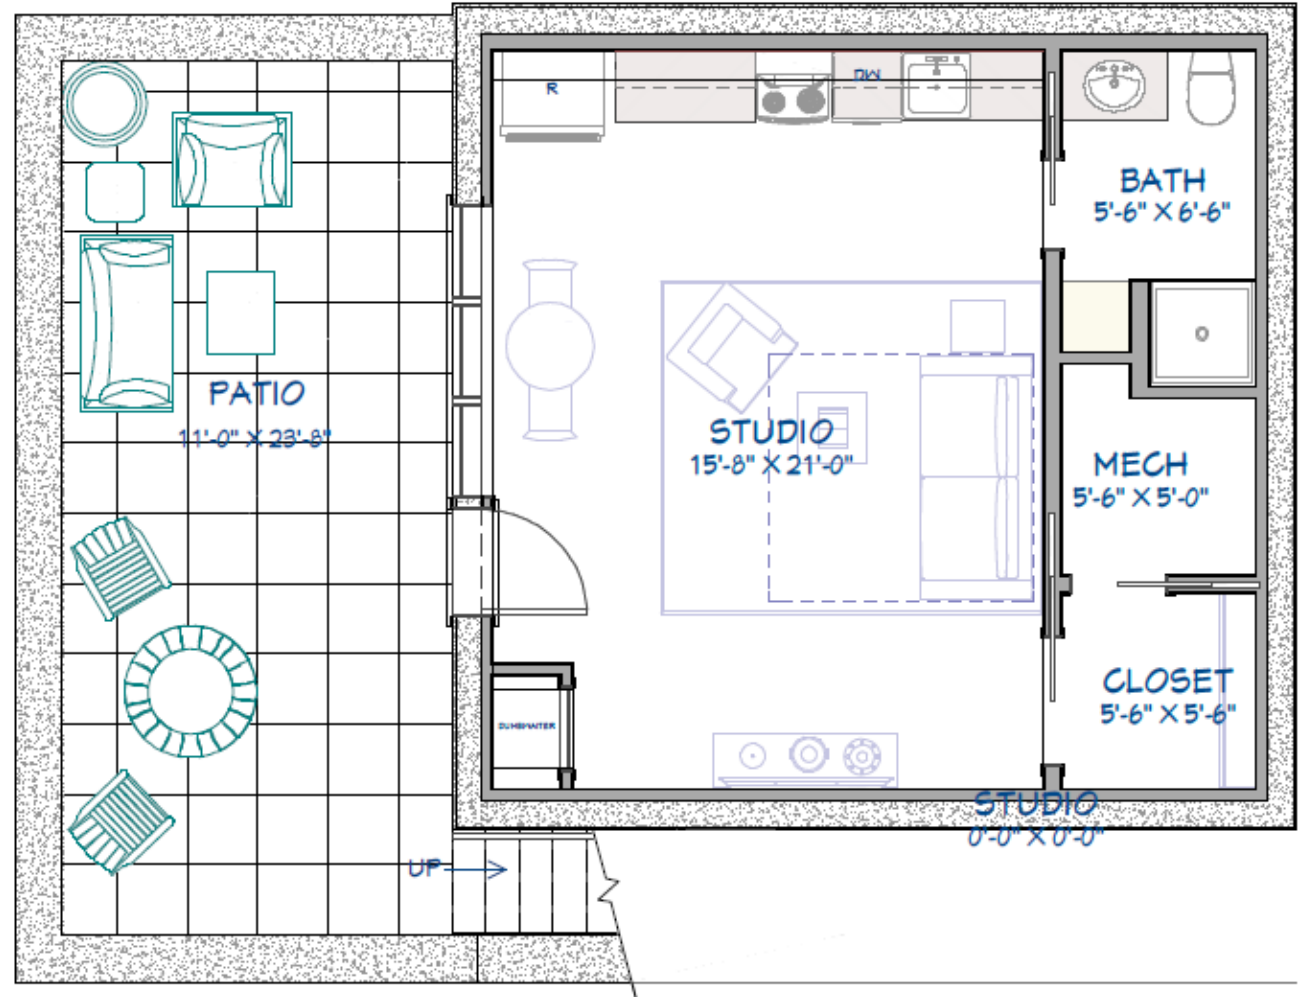 R
DW
BATH
5'-6" X 6'-6"
PATIO
11'-0" X 23'-8"
STUDIO
15'-8" X 21'-0"
MECH
5'-6" X 5'-0"
CLOSET
5'-6" X 5'-6"
DUMBWAITER
STUDIO
0'-0" X 0'-0"
UP